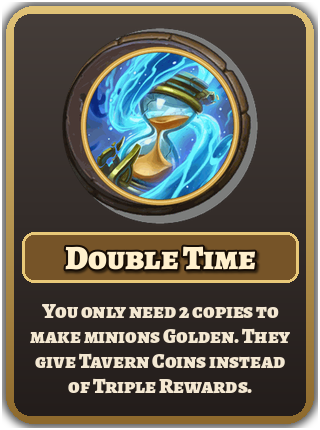 Double Time
You only need 2 copies to
make minions Golden. They
give Tavern Coins instead
of Triple Rewards.